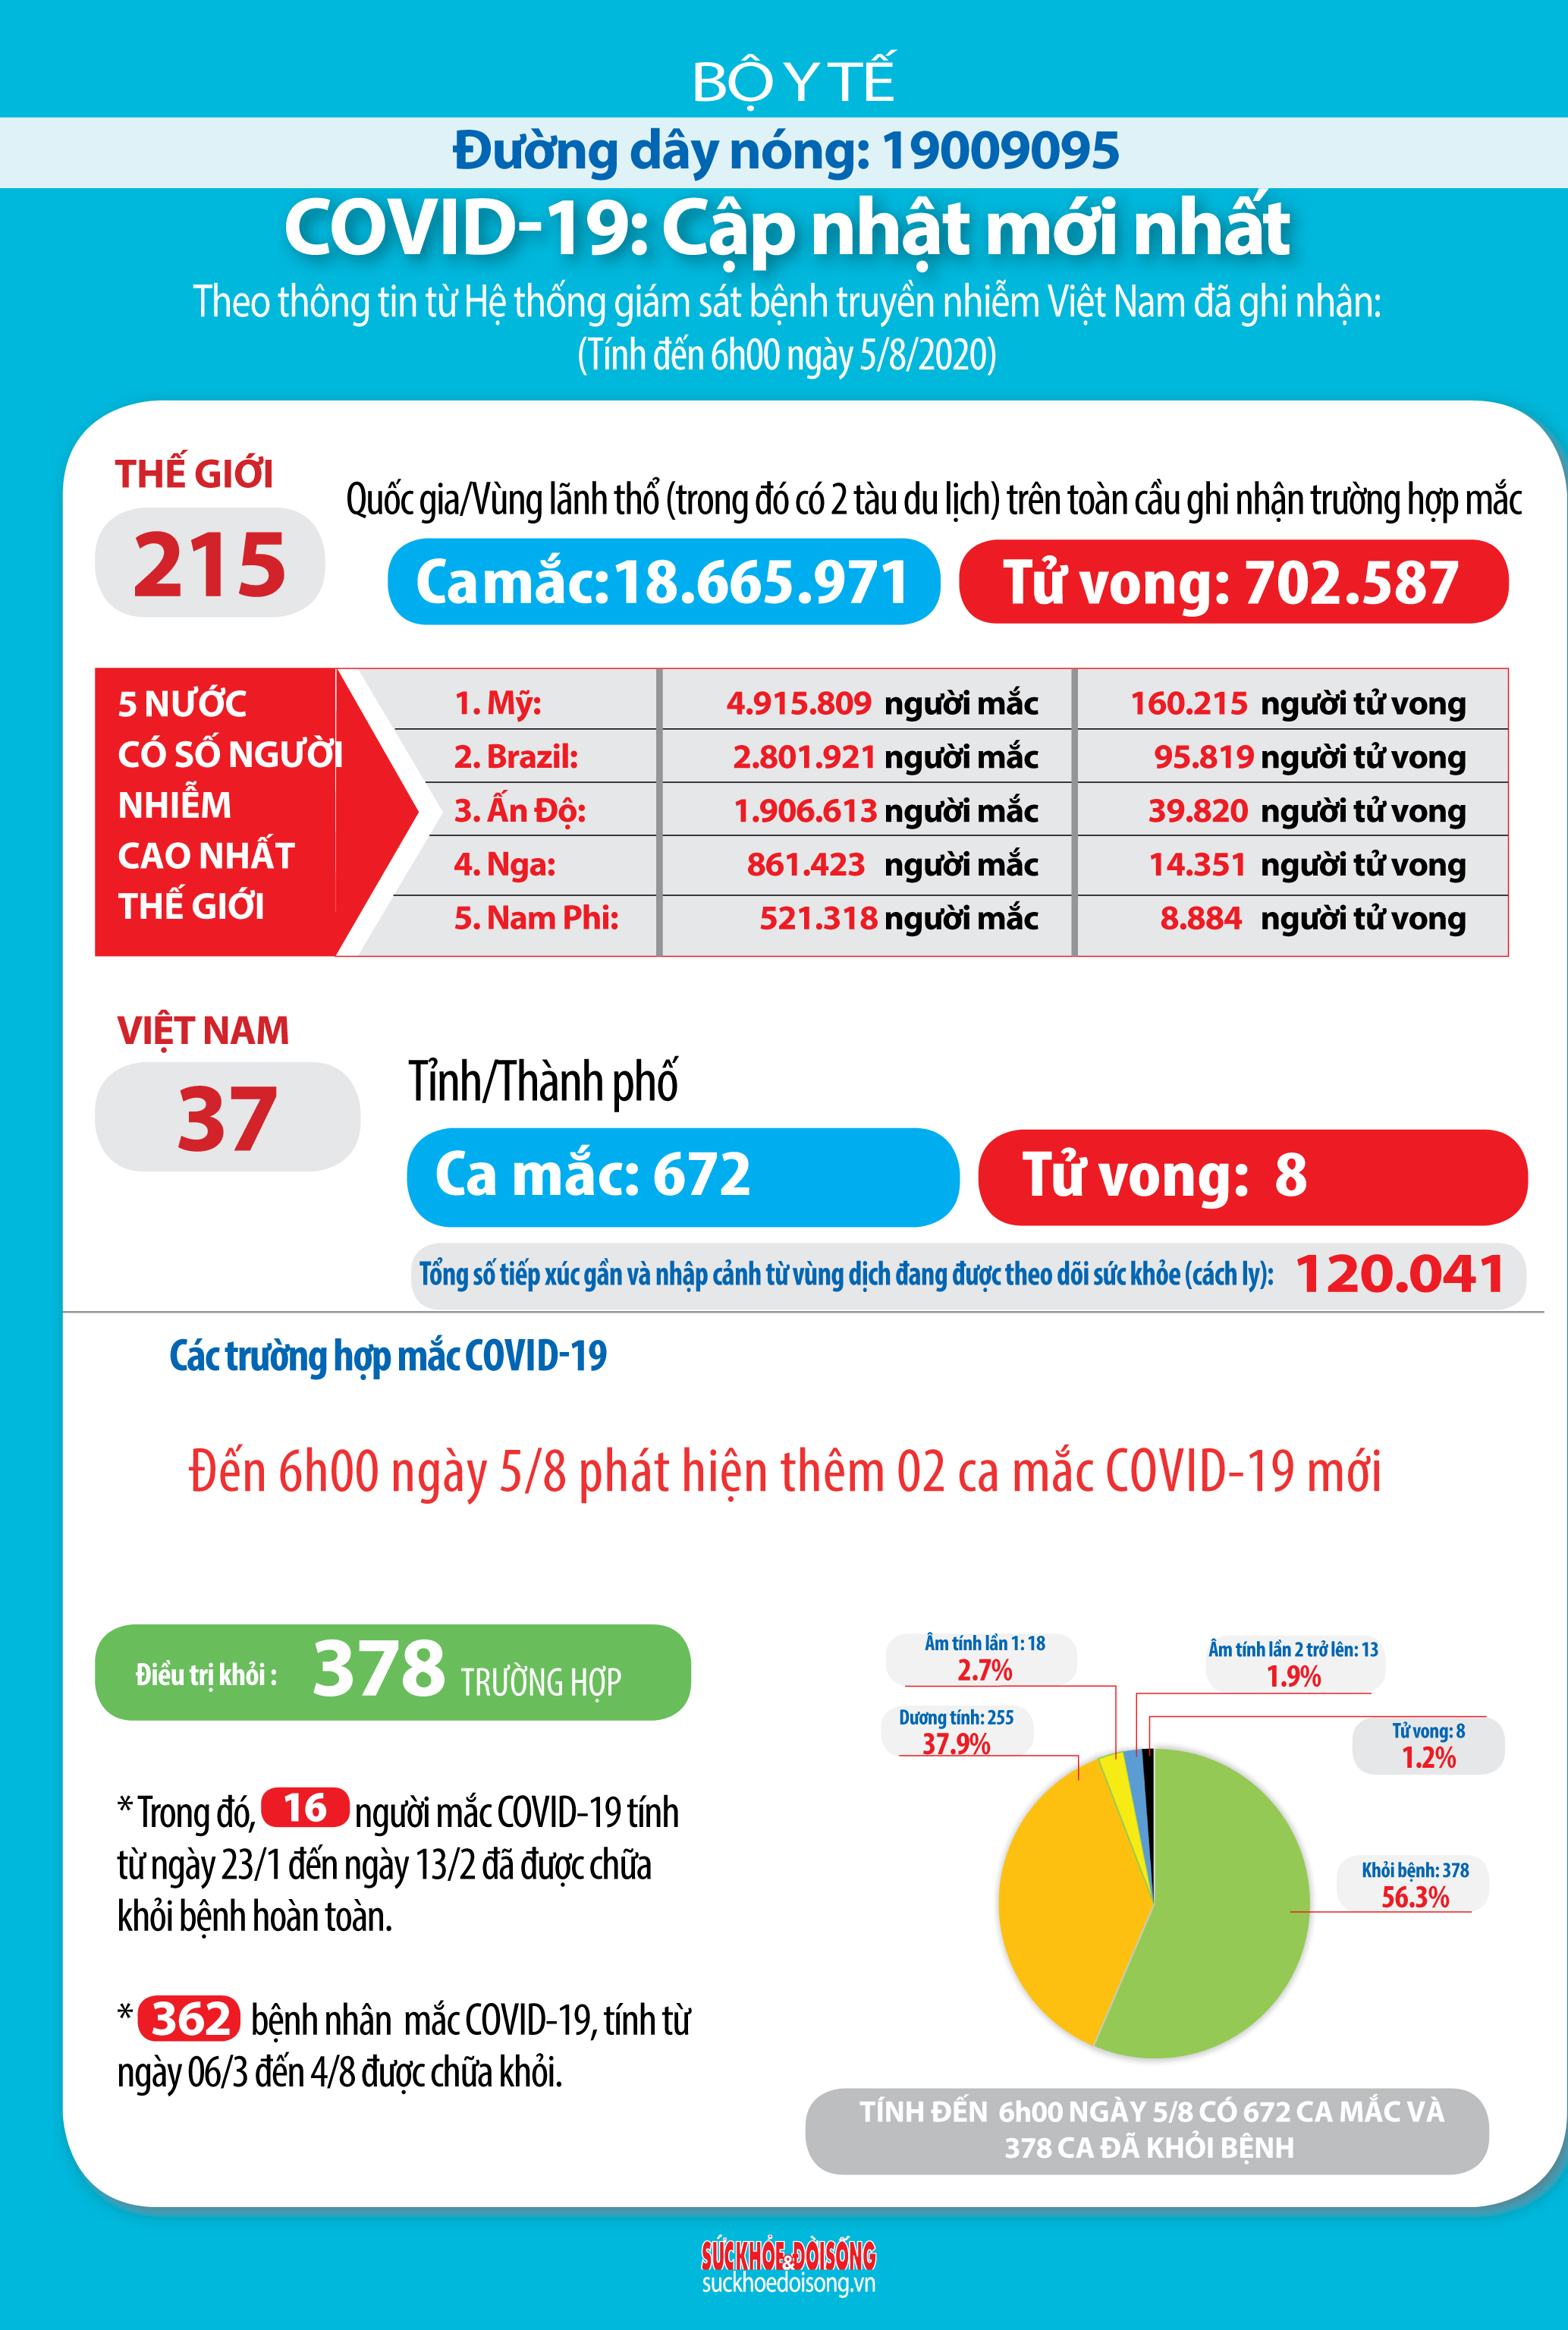 BỘ Y TẾ
Đường dây nóng: 19009095
COVID-19: Cập nhật mới nhất
Theo thông tin từ Hệ thống giám sát bệnh truyền nhiễm Việt Nam đã ghi nhận:
(Tính đến 6h00 ngày 5/8/2020)
THẾ GIỚI
215
Quốc gia/Vùng lãnh thổ (trong đó có 2 tàu du lịch) trên toàn cầu ghi nhận trường hợp mắc
Ca mắc: 18.665.971
Tử vong: 702.587
5 NƯỚC
CÓ SỐ NGƯỜI
NHIỄM
CAO NHẤT
THẾ GIỚI
1. Mỹ: 4.915.809 người mắc 160.215 người tử vong
2. Brazil: 2.801.921 người mắc 95.819 người tử vong
3. Ấn Độ: 1.906.613 người mắc 39.820 người tử vong
4. Nga: 861.423 người mắc 14.351 người tử vong
5. Nam Phi: 521.318 người mắc 8.884 người tử vong
VIỆT NAM
37
Tỉnh/Thành phố
Ca mắc: 672
Tử vong: 8
Tổng số tiếp xúc gần và nhập cảnh từ vùng dịch đang được theo dõi sức khỏe (cách ly): 120.041
Các trường hợp mắc COVID-19
Đến 6h00 ngày 5/8 phát hiện thêm 02 ca mắc COVID-19 mới
Điều trị khỏi : 378 TRƯỜNG HỢP
* Trong đó, 16 người mắc COVID-19 tính
từ ngày 23/1 đến ngày 13/2 đã được chữa
khỏi bệnh hoàn toàn.
* 362 bệnh nhân mắc COVID-19, tính từ
ngày 06/3 đến 4/8 được chữa khỏi.
Âm tính lần 1: 18
2.7%
Âm tính lần 2 trở lên: 13
1.9%
Dương tính: 255
37.9%
Tử vong: 8
1.2%
Khỏi bệnh: 378
56.3%
TÍNH ĐẾN 6h00 NGÀY 5/8 CÓ 672 CA MẮC VÀ
378 CA ĐÃ KHỎI BỆNH
SỨC KHỎE & ĐỜI SỐNG
suckhoedoisong.vn